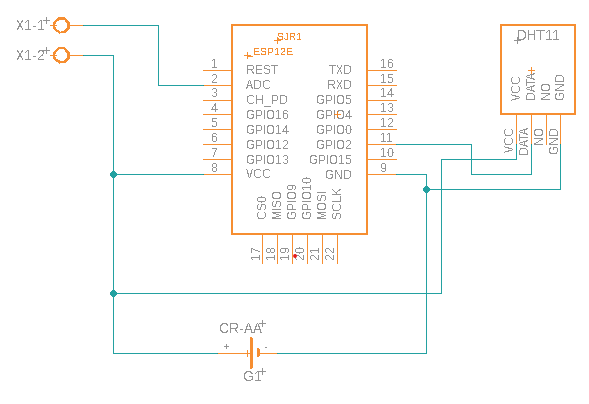 X1-1
X1-2
SJR1
ESP12E
1 REST TXD 16
2 ADC RXD 15
3 CH_PD GPIO5 14
4 GPIO16 GPIO4 13
5 GPIO14 GPIO0 12
6 GPIO12 GPIO2 11
7 GPIO13 GPIO15 10
8 VCC GND 9
CS0 MISO GPIO9 GPIO10 MOSI SCLK
17 18 19 20 21 22
DHT11
VCC DATA NO GND
VCC DATA NO GND
CR-AA
+ -
G1